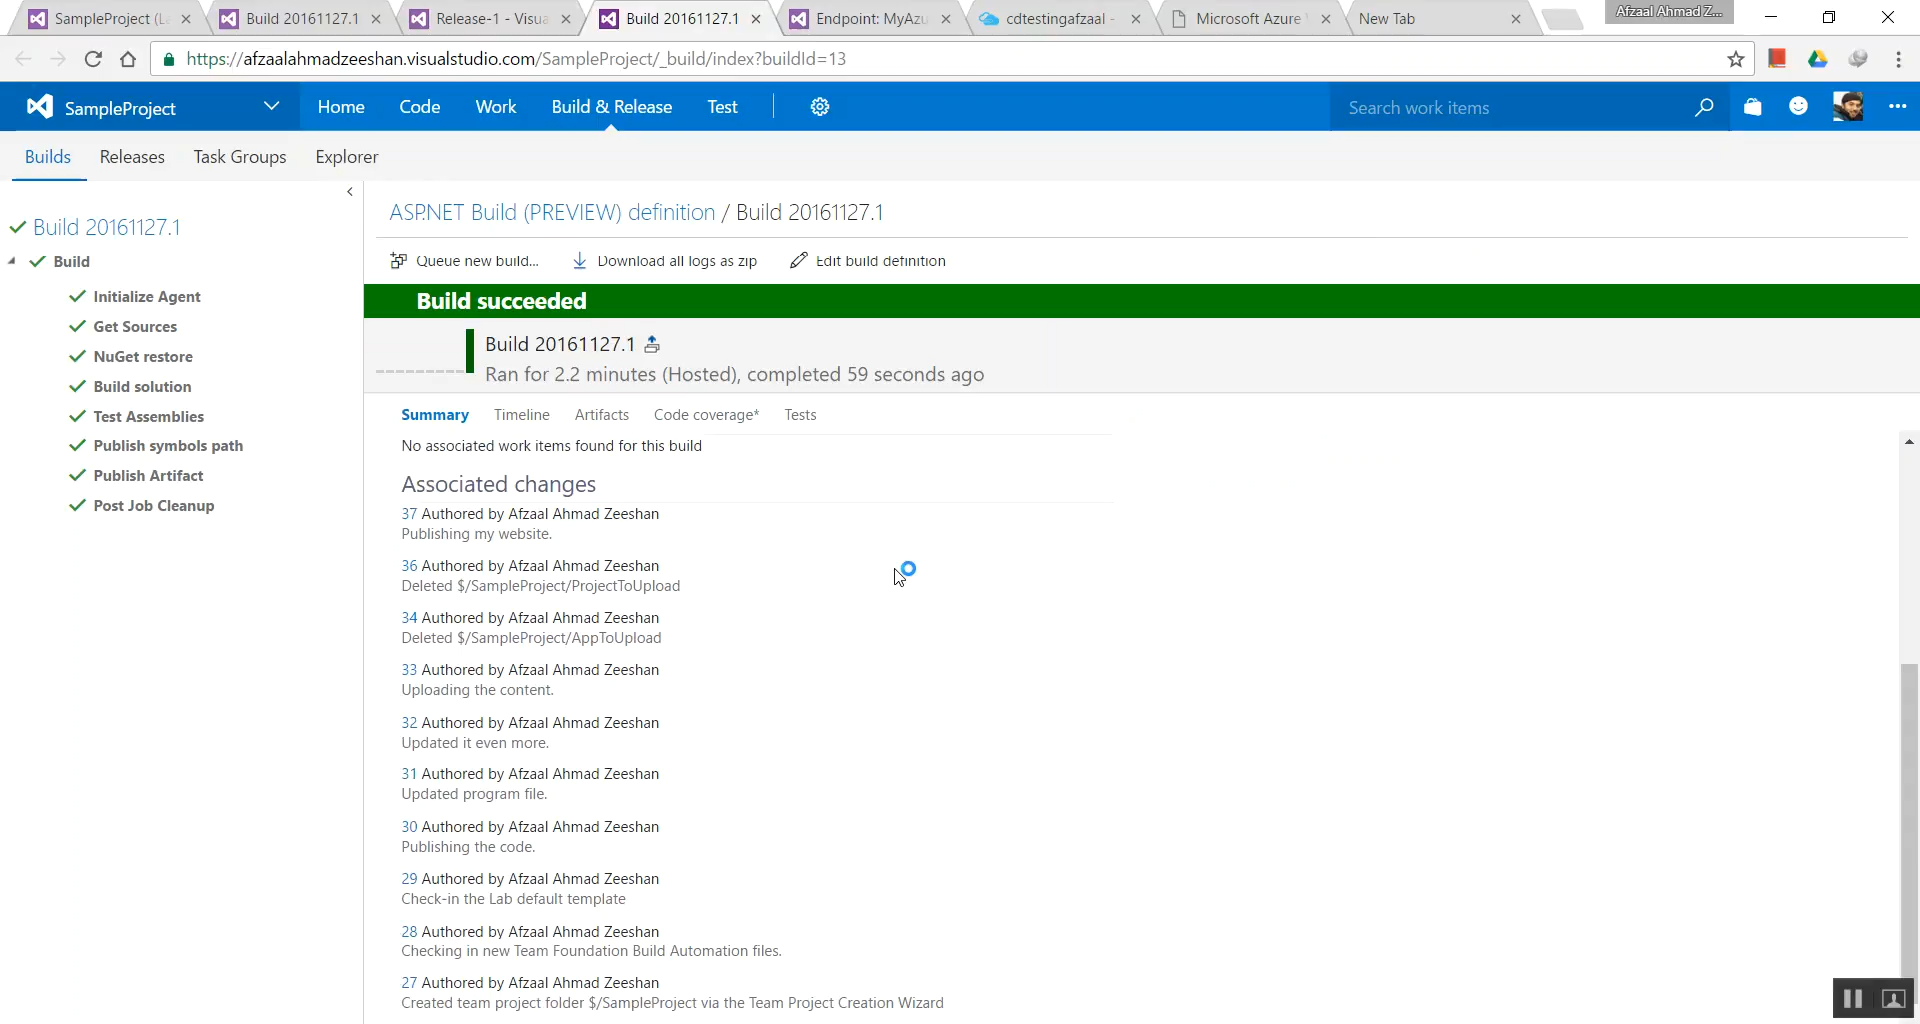 SampleProject (La
Build 20161127.1
Release-1 - Visua
Build 20161127.1
Endpoint: MyAzu
cdtestingafzaal -
Microsoft Azure
New Tab
Afzaal Ahmad Z...
https://afzaalahmadzeeshan.visualstudio.com/SampleProject/_build/index?buildId=13
SampleProject
Home
Code
Work
Build & Release
Test
Search work items
Builds
Releases
Task Groups
Explorer
Build 20161127.1
Build
Initialize Agent
Get Sources
NuGet restore
Build solution
Test Assemblies
Publish symbols path
Publish Artifact
Post Job Cleanup
ASP.NET Build (PREVIEW) definition / Build 20161127.1
Queue new build...
Download all logs as zip
Edit build definition
Build succeeded
Build 20161127.1
Ran for 2.2 minutes (Hosted), completed 59 seconds ago
Summary
Timeline
Artifacts
Code coverage*
Tests
No associated work items found for this build
Associated changes
37 Authored by Afzaal Ahmad Zeeshan
Publishing my website.
36 Authored by Afzaal Ahmad Zeeshan
Deleted $/SampleProject/ProjectToUpload
34 Authored by Afzaal Ahmad Zeeshan
Deleted $/SampleProject/AppToUpload
33 Authored by Afzaal Ahmad Zeeshan
Uploading the content.
32 Authored by Afzaal Ahmad Zeeshan
Updated it even more.
31 Authored by Afzaal Ahmad Zeeshan
Updated program file.
30 Authored by Afzaal Ahmad Zeeshan
Publishing the code.
29 Authored by Afzaal Ahmad Zeeshan
Check-in the Lab default template
28 Authored by Afzaal Ahmad Zeeshan
Checking in new Team Foundation Build Automation files.
27 Authored by Afzaal Ahmad Zeeshan
Created team project folder $/SampleProject via the Team Project Creation Wizard